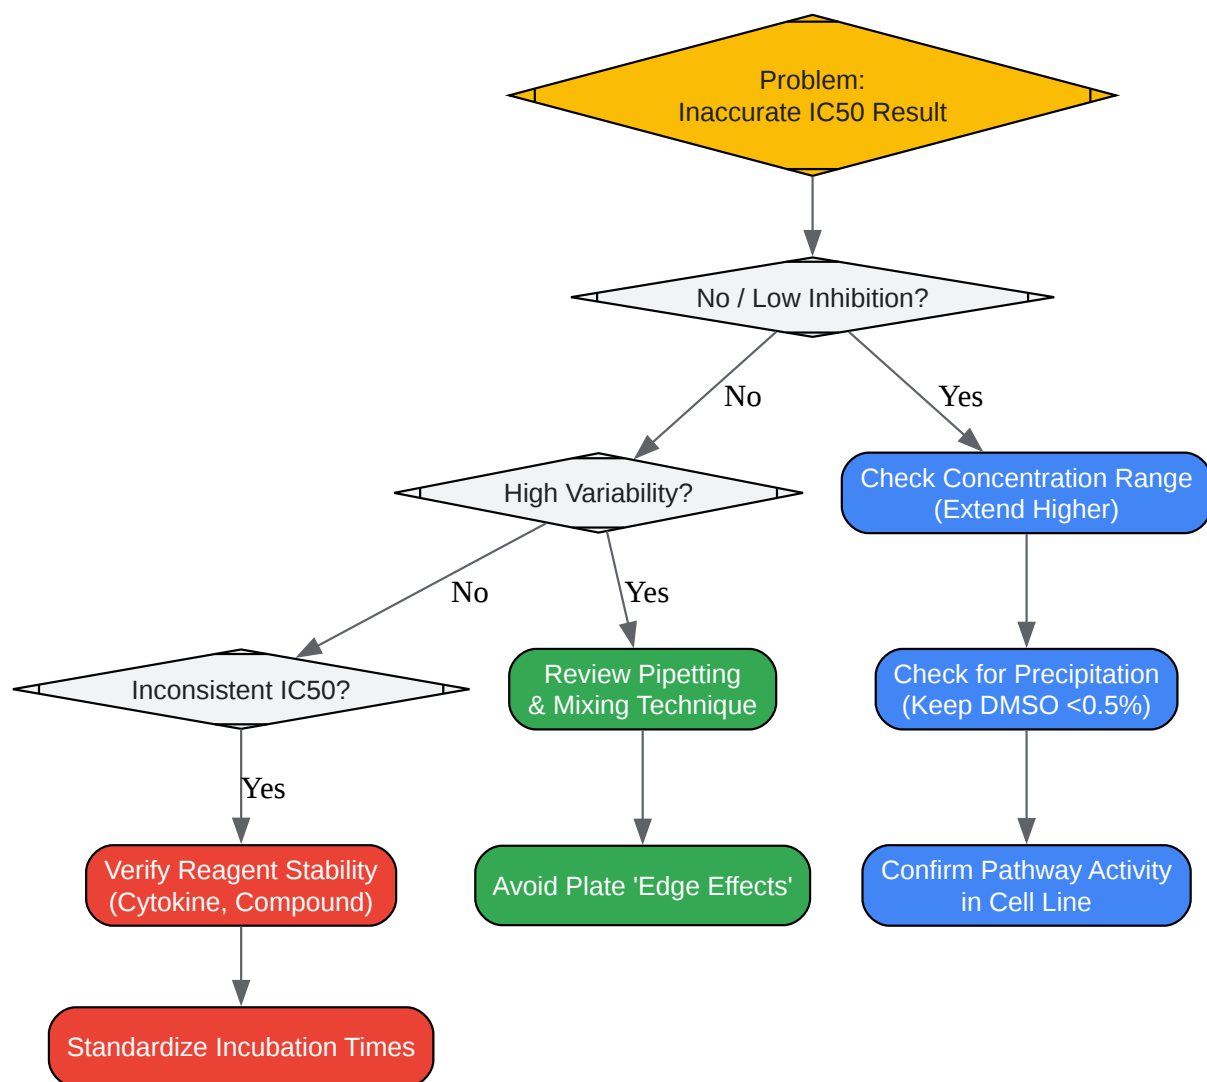 Problem:
Inaccurate IC50 Result
No / Low Inhibition?
No
Yes
High Variability?
Check Concentration Range
(Extend Higher)
No
Yes
Inconsistent IC50?
Review Pipetting
& Mixing Technique
Check for Precipitation
(Keep DMSO <0.5%)
Yes
Verify Reagent Stability
(Cytokine, Compound)
Avoid Plate 'Edge Effects'
Confirm Pathway Activity
in Cell Line
Standardize Incubation Times